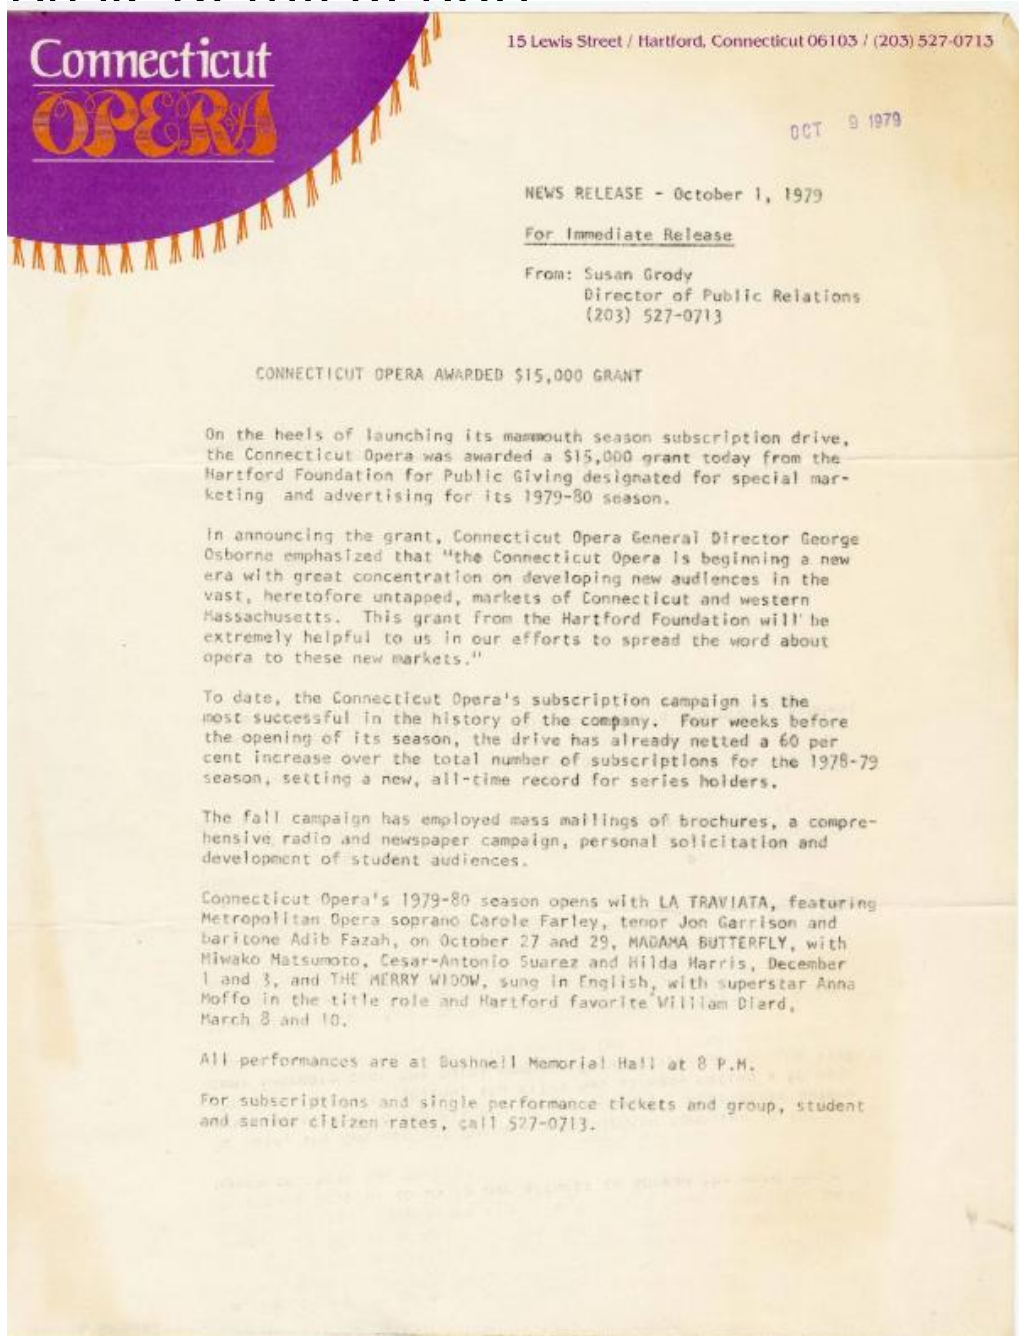 Connecticut
OPERA
15 Lewis Street / Hartford, Connecticut 06103 / (203) 527-0713
OCT 9 1979
NEWS RELEASE - October 1, 1979
For Immediate Release
From: Susan Grody
Director of Public Relations
(203) 527-0713
CONNECTICUT OPERA AWARDED $15,000 GRANT
On the heels of launching its mammouth season subscription drive,
the Connecticut Opera was awarded a $15,000 grant today from the
Hartford Foundation for Public Giving designated for special mar-
keting and advertising for its 1979-80 season.
In announcing the grant, Connecticut Opera General Director George
Osborne emphasized that "the Connecticut Opera is beginning a new
era with great concentration on developing new audiences in the
vast, heretofore untapped, markets of Connecticut and western
Massachusetts. This grant from the Hartford Foundation will be
extremely helpful to us in our efforts to spread the word about
opera to these new markets."
To date, the Connecticut Opera's subscription campaign is the
most successful in the history of the company. Four weeks before
the opening of its season, the drive has already netted a 60 per
cent increase over the total number of subscriptions for the 1978-79
season, setting a new, all-time record for series holders.
The fall campaign has employed mass mailings of brochures, a compre-
hensive radio and newspaper campaign, personal solicitation and
development of student audiences.
Connecticut Opera's 1979-80 season opens with LA TRAVIATA, featuring
Metropolitan Opera soprano Carole Farley, tenor Jon Garrison and
baritone Adib Fazah, on October 27 and 29, MADAMA BUTTERFLY, with
Miwako Matsumoto, Cesar-Antonio Suarez and Hilda Harris, December
1 and 3, and THE MERRY WIDOW, sung in English, with superstar Anna
Moffo in the title role and Hartford favorite William Diard,
March 8 and 10.
All performances are at Bushnell Memorial Hall at 8 P.M.
For subscriptions and single performance tickets and group, student
and senior citizen rates, call 527-0713.